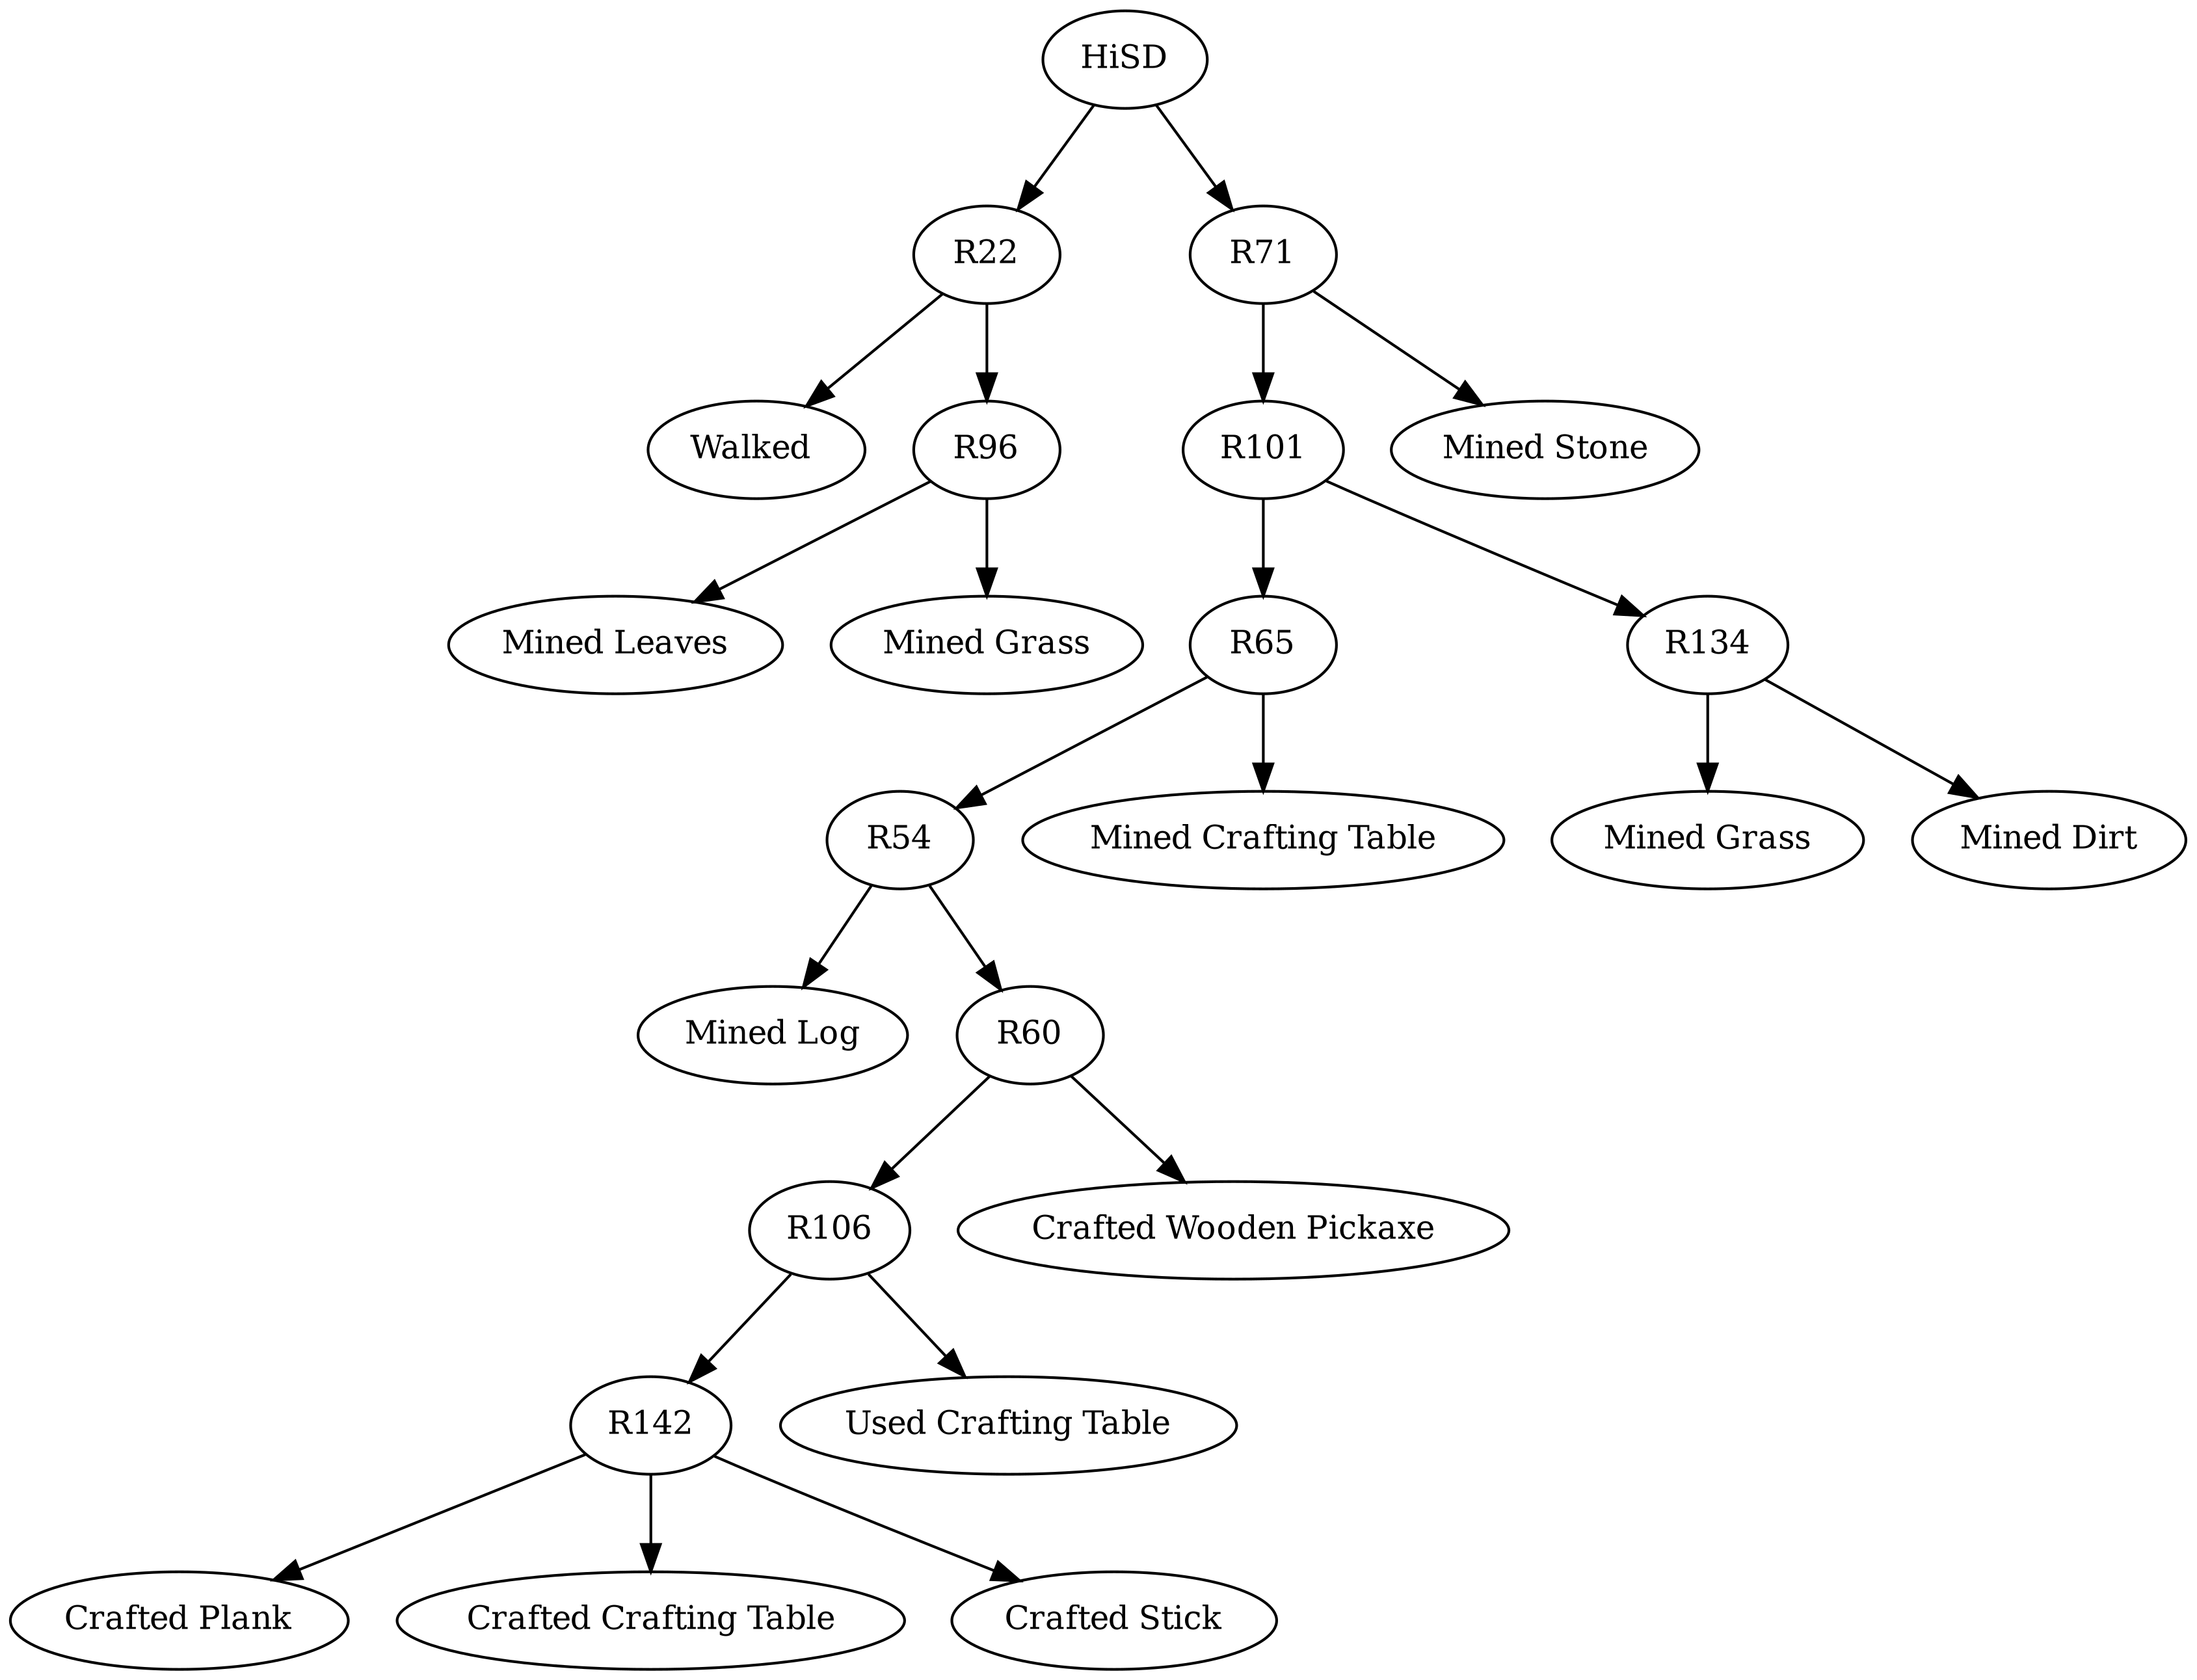 HiSD
R22
R71
Walked
R96
R101
Mined Stone
Mined Leaves
Mined Grass
R65
R134
R54
Mined Crafting Table
Mined Grass
Mined Dirt
Mined Log
R60
R106
Crafted Wooden Pickaxe
R142
Used Crafting Table
Crafted Plank
Crafted Crafting Table
Crafted Stick